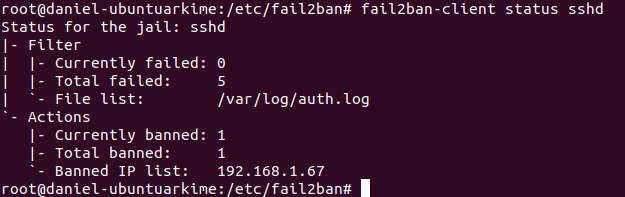 root@daniel-ubuntuarkime:/etc/fail2ban# fail2ban-client status sshd
Status for the jail: sshd
|- Filter
|  |- Currently failed: 0
|  |- Total failed:     5
|  `- File list:        /var/log/auth.log
`- Actions
   |- Currently banned: 1
   |- Total banned:     1
   `- Banned IP list:   192.168.1.67
root@daniel-ubuntuarkime:/etc/fail2ban#